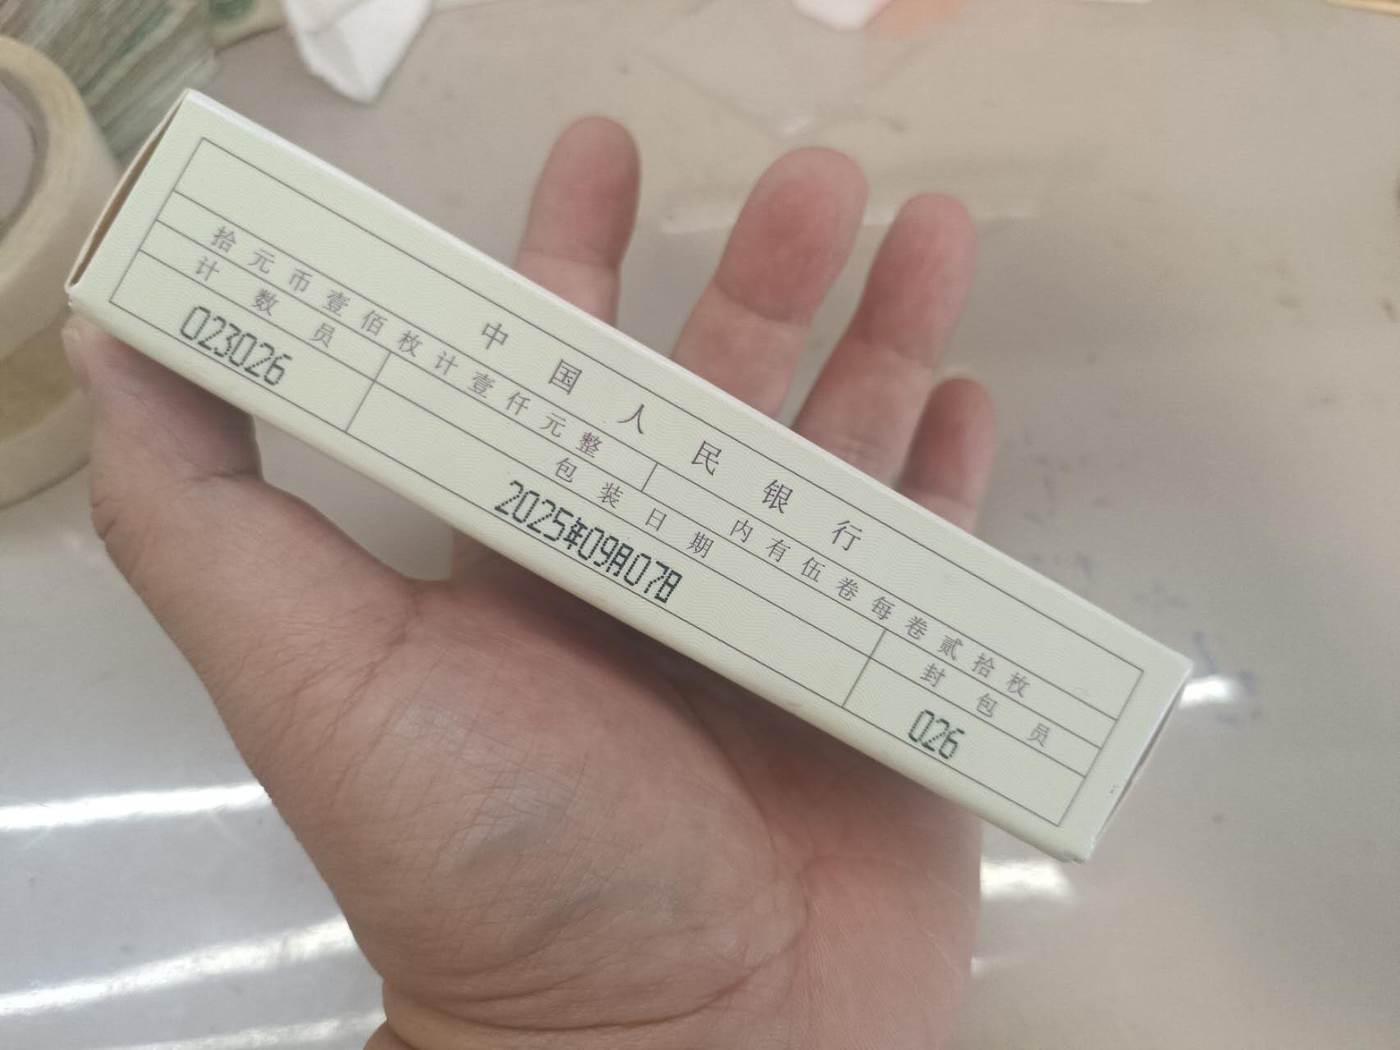 中国人民银行
拾元币壹佰枚计壹仟元整 内有伍卷每卷贰拾枚
计数员 包装日期 封包员
023026 2025年09月07日 026